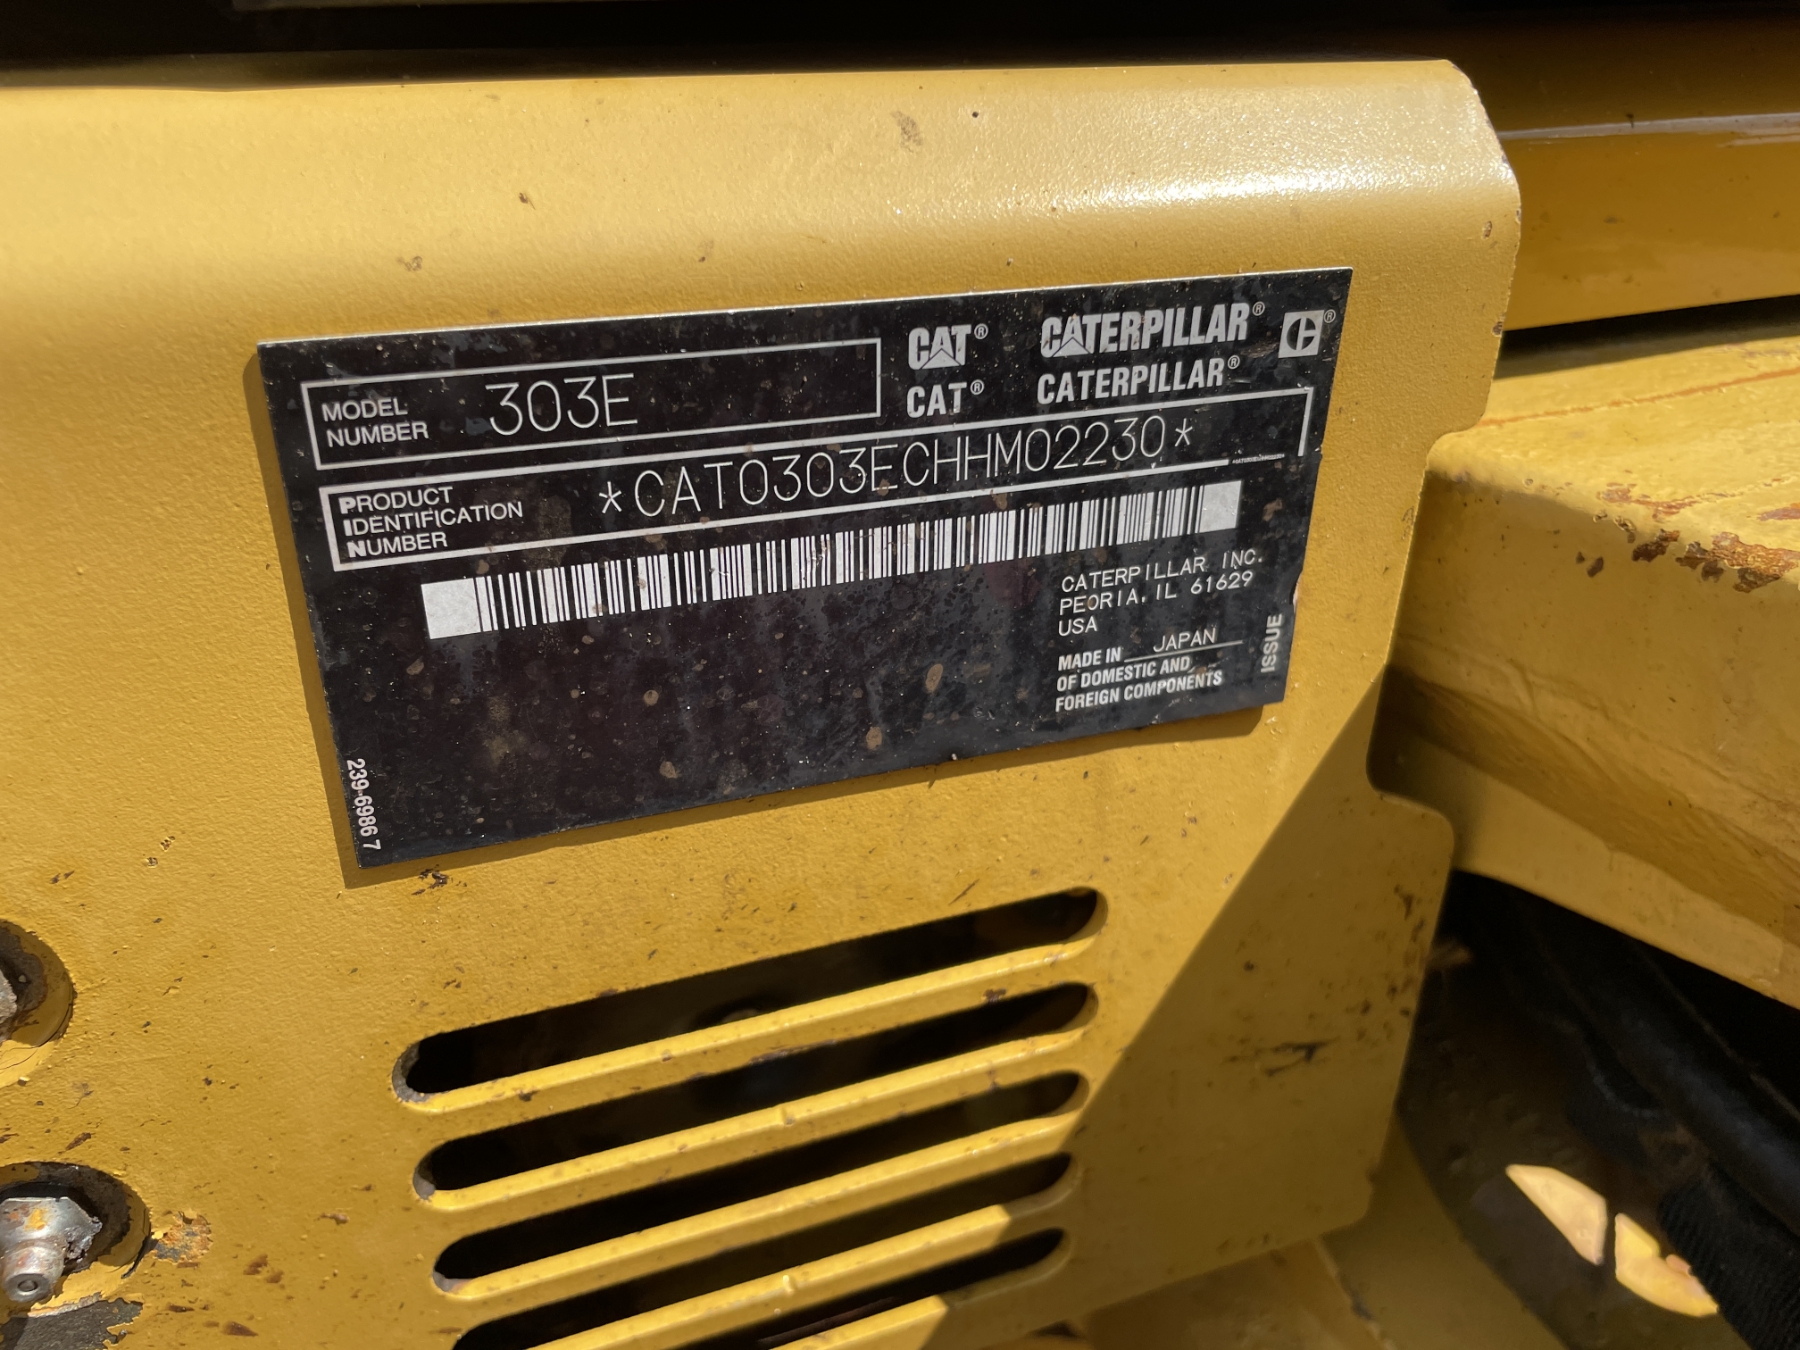 CAT® CATERPILLAR®
CAT® CATERPILLAR®
MODEL
NUMBER 303E
PRODUCT
IDENTIFICATION
NUMBER
*CAT0303ECHHM02230*
CATERPILLAR INC.
PEORIA, IL 61629
USA
MADE IN JAPAN
OF DOMESTIC AND
FOREIGN COMPONENTS
ISSUE
239-6986 7